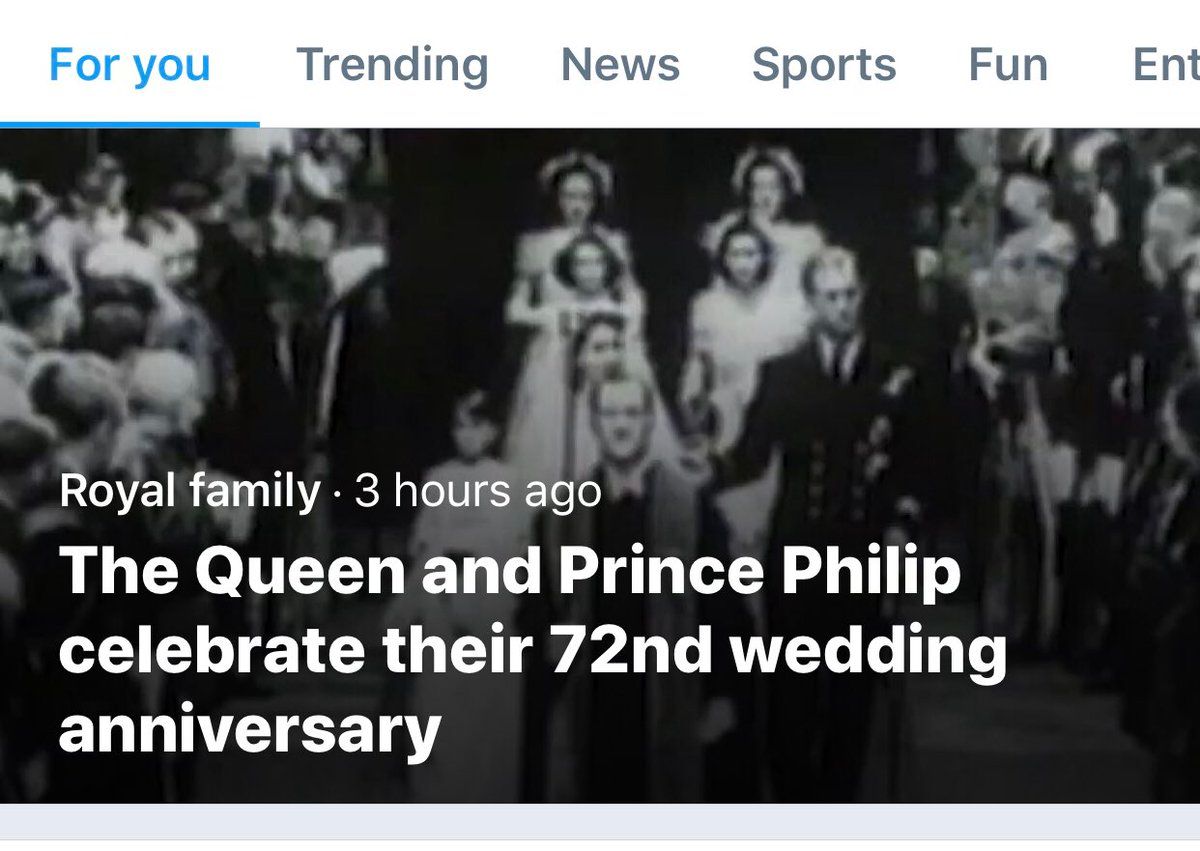 For you Trending News Sports Fun Ent
Royal family · 3 hours ago
The Queen and Prince Philip
celebrate their 72nd wedding
anniversary